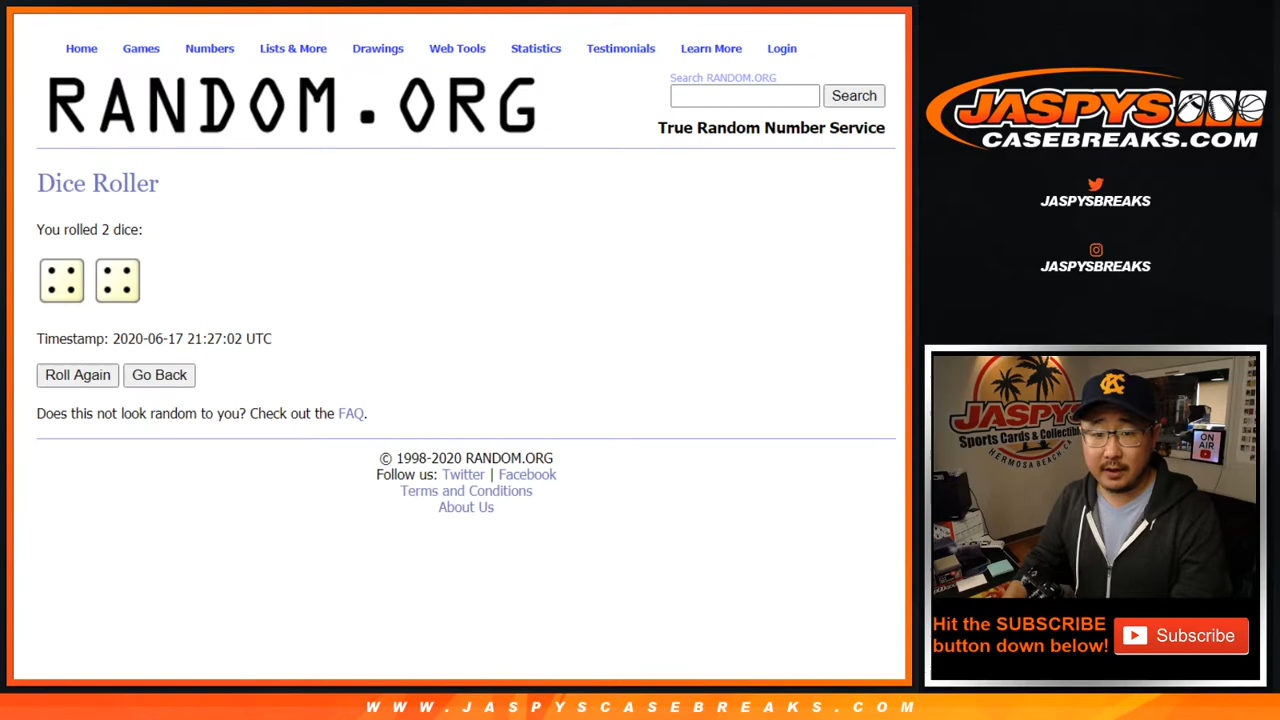 Home Games Numbers Lists & More Drawings Web Tools Statistics Testimonials Learn More Login
RANDOM.ORG
Search RANDOM.ORG
Search
True Random Number Service
Dice Roller
You rolled 2 dice:
Timestamp: 2020-06-17 21:27:02 UTC
Roll Again Go Back
Does this not look random to you? Check out the FAQ.
© 1998-2020 RANDOM.ORG
Follow us: Twitter | Facebook
Terms and Conditions
About Us
JASPYS
CASEBREAKS.COM
JASPYSBREAKS
JASPYSBREAKS
JASPYS
Sports Cards & Collectibl
HERMOSA BEACH CA
KC
ON
AIR
Hit the SUBSCRIBE
button down below!
Subscribe
WWW.JASPYSCASEBREAKS.COM